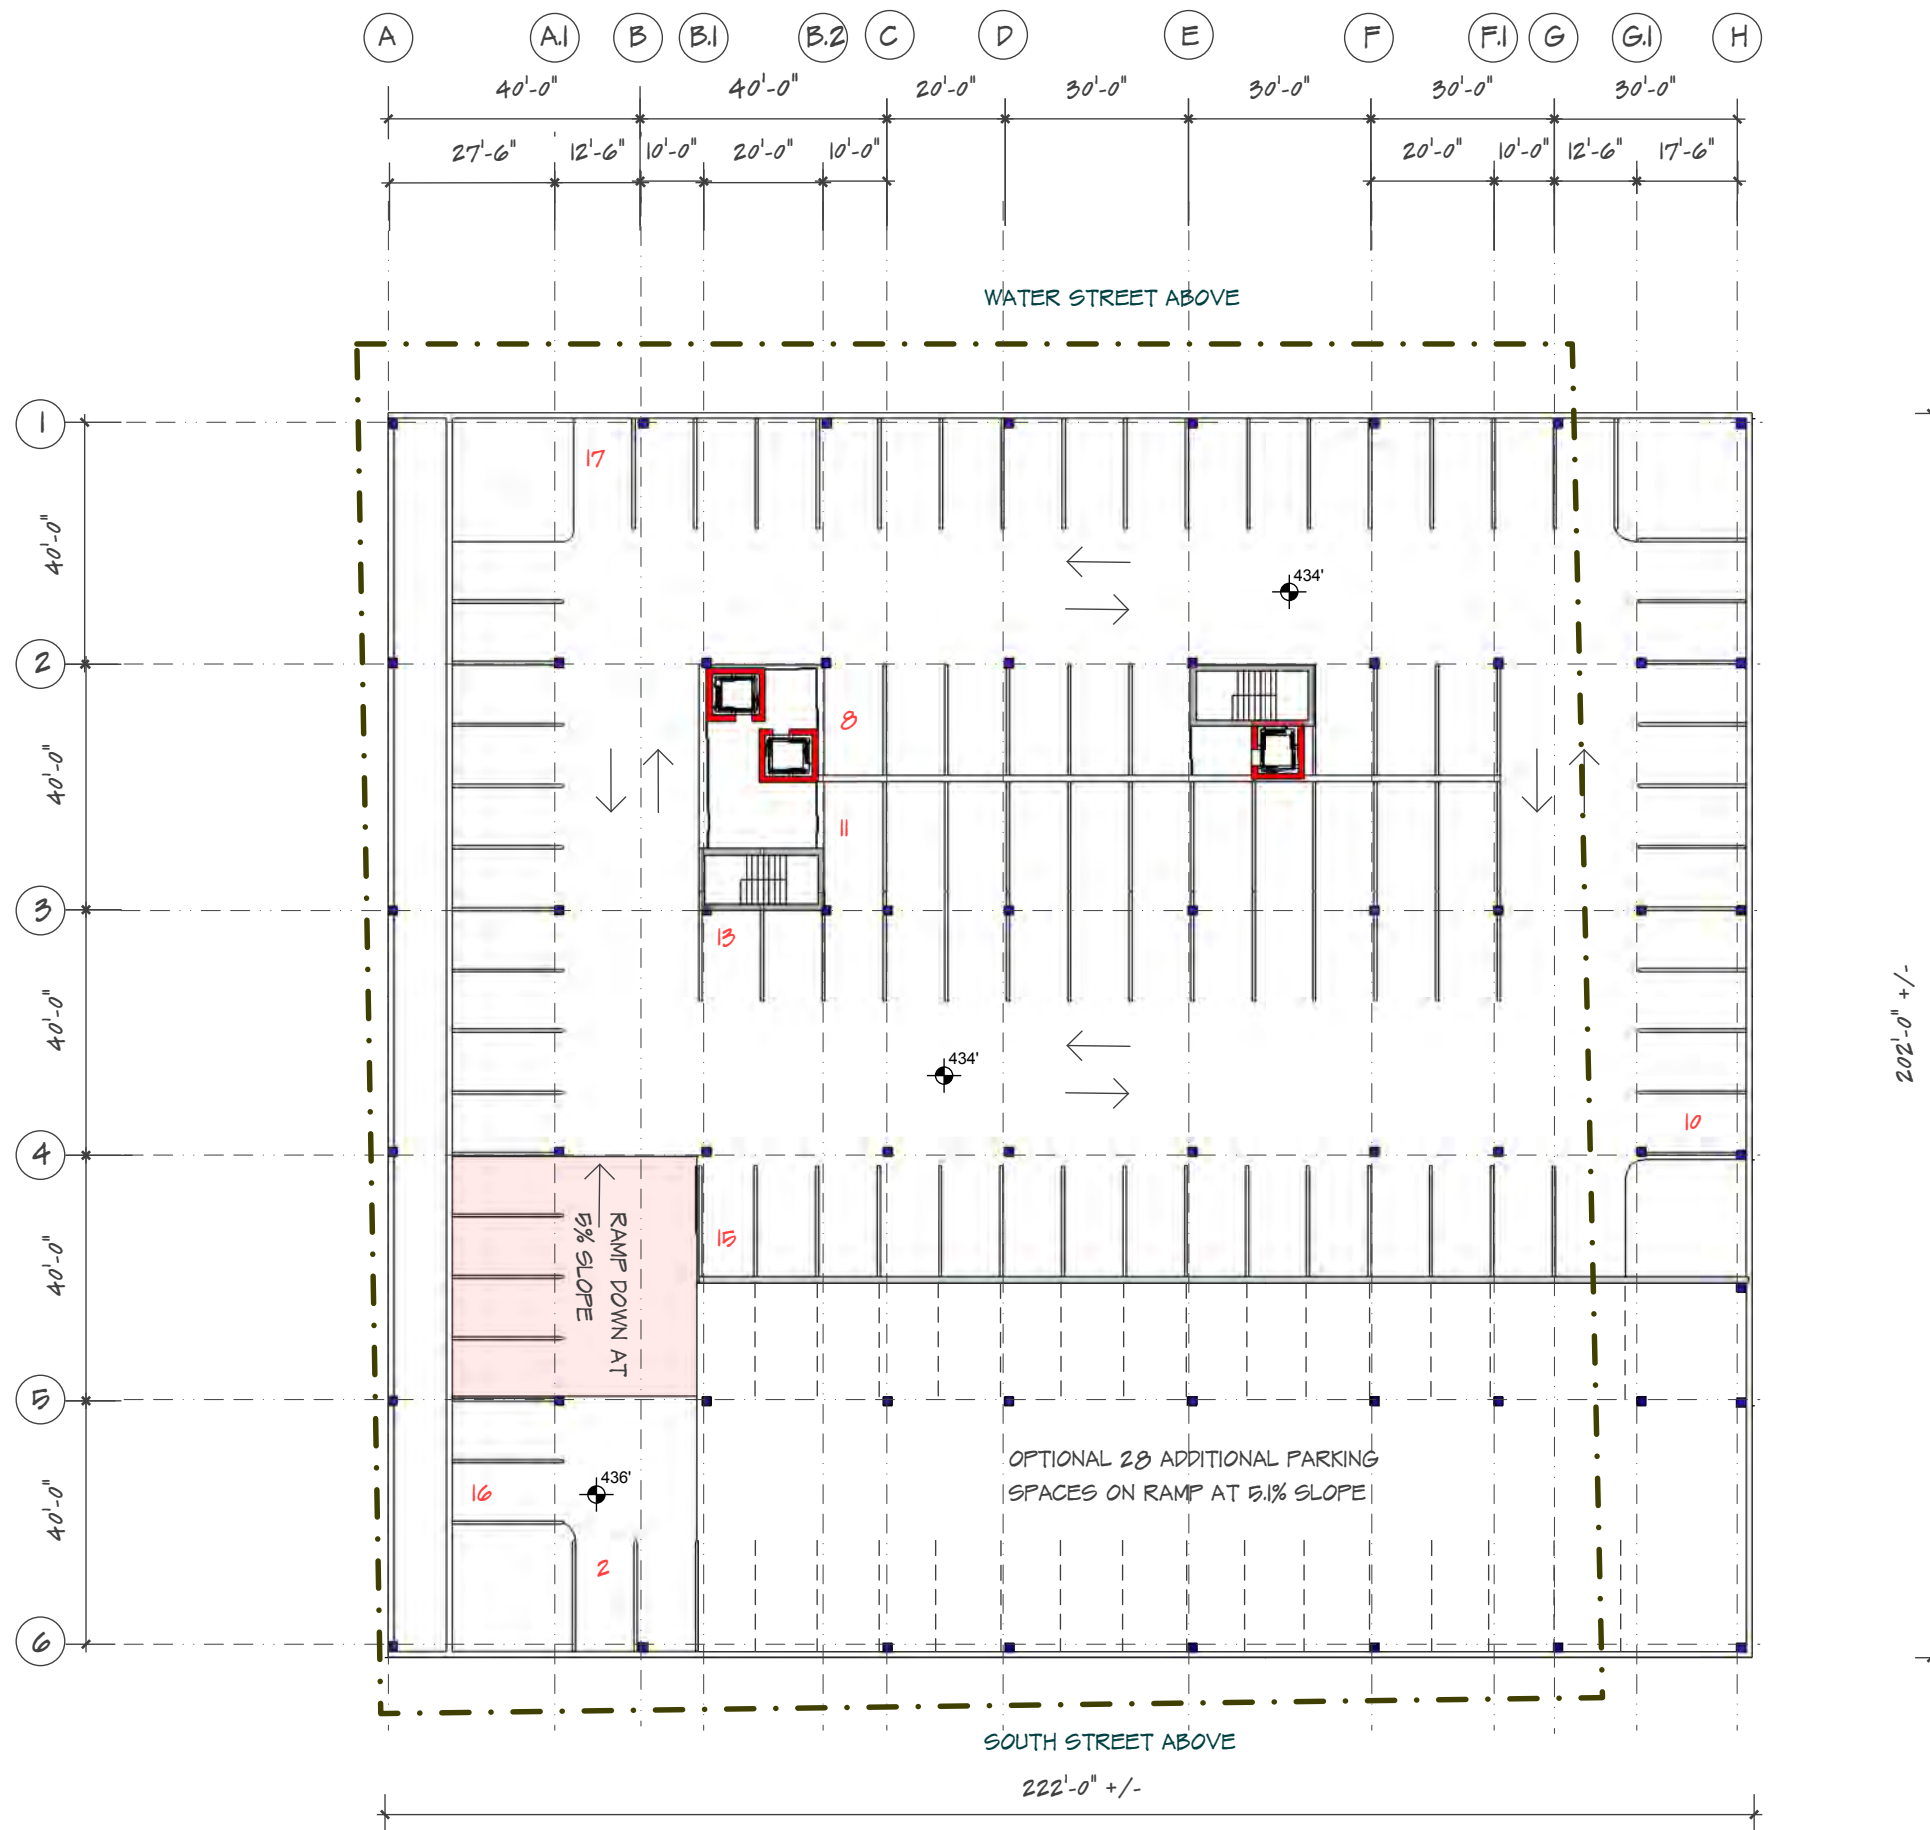 A A.1 B B.1 B.2 C D E F F.1 G G.1 H
40'-0" 40'-0" 20'-0" 30'-0" 30'-0" 30'-0" 30'-0"
27'-6" 12'-6" 10'-0" 20'-0" 10'-0" 20'-0" 10'-0" 12'-6" 17'-6"
WATER STREET ABOVE
1
17
40'-0"
434'
2
8
40'-0"
11
3
13
40'-0"
434'
202'-0" +/-
10
4
15
RAMP DOWN AT
5% SLOPE
40'-0"
5
OPTIONAL 28 ADDITIONAL PARKING
SPACES ON RAMP AT 5.1% SLOPE
16
436'
40'-0"
2
6
SOUTH STREET ABOVE
222'-0" +/-